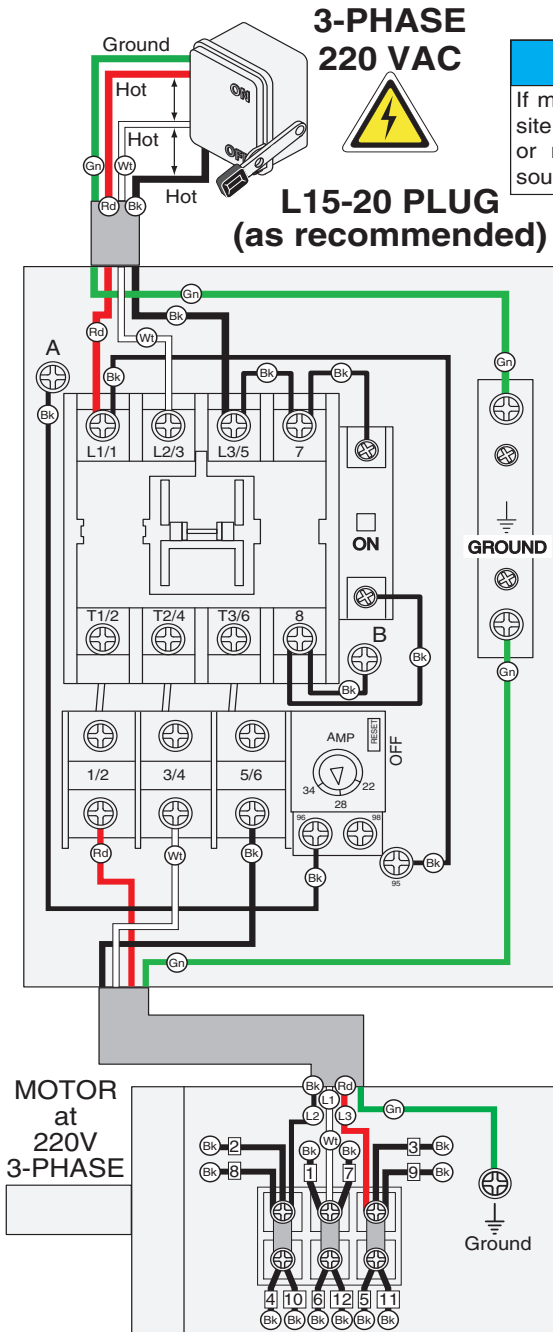 3-PHASE
220 VAC
Ground
Hot
Hot
Hot
ON
OFF
Gn
Rd
Wt
Bk
If m
site
or
sou
L15-20 PLUG
(as recommended)
Gn
Rd
Wt
Bk
Gn
A
Bk
Bk
Bk
Bk
L1/1
L2/3
L3/5
7
ON
GROUND
T1/2
T2/4
T3/6
8
B
Bk
Bk
Gn
AMP
RESET
OFF
34
28
22
1/2
3/4
5/6
96
98
95
Rd
Wt
Bk
Bk
Bk
Gn
MOTOR
at
220V
3-PHASE
Bk
L1
Rd
L2
L3
Gn
Wt
Bk 2
Bk 8
Bk
1
Bk
7
3 Bk
9 Bk
Ground
4 10 6 12 5 11
Bk Bk Bk Bk Bk Bk